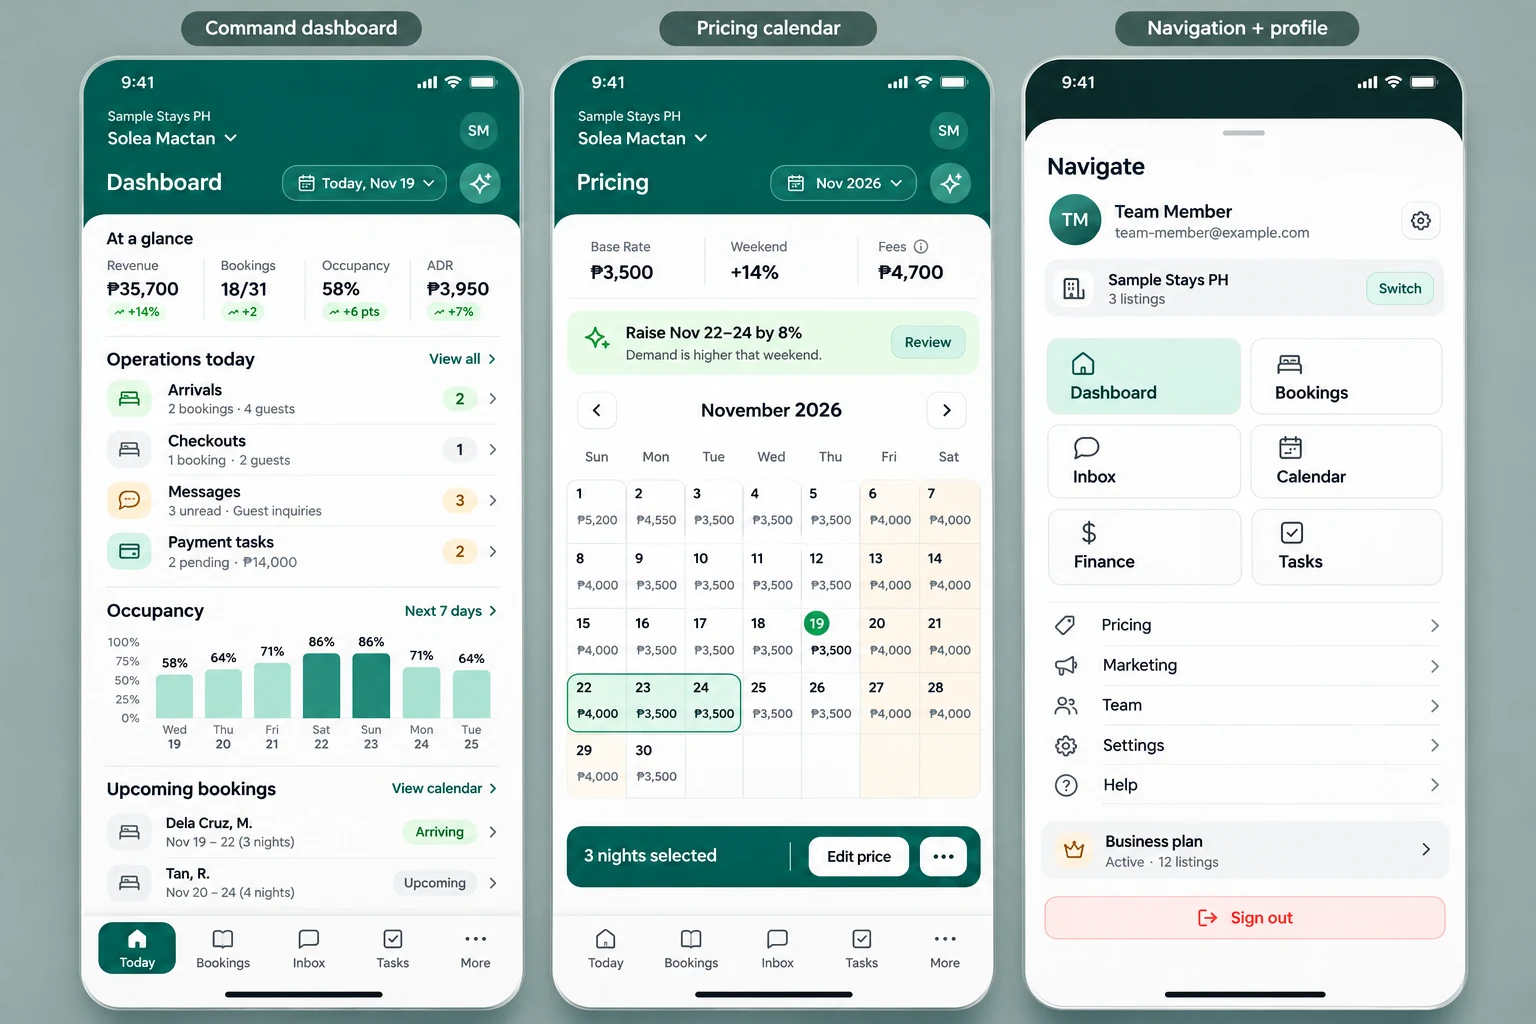 Command dashboard
9:41
Sample Stays PH
Solea Mactan
SM
Dashboard
Today, Nov 19
At a glance
Revenue
₱35,700
+14%
Bookings
18/31
+2
Occupancy
58%
+6 pts
ADR
₱3,950
+7%
Operations today
View all
Arrivals
2 bookings · 4 guests
2
Checkouts
1 booking · 2 guests
1
Messages
3 unread · Guest inquiries
3
Payment tasks
2 pending · ₱14,000
2
Occupancy
Next 7 days
100%
75%
50%
25%
0%
58%
64%
71%
86%
86%
71%
64%
Wed
19
Thu
20
Fri
21
Sat
22
Sun
23
Mon
24
Tue
25
Upcoming bookings
View calendar
Dela Cruz, M.
Nov 19 – 22 (3 nights)
Arriving
Tan, R.
Nov 20 – 24 (4 nights)
Upcoming
Today
Bookings
Inbox
Tasks
More
Pricing calendar
9:41
Sample Stays PH
Solea Mactan
SM
Pricing
Nov 2026
Base Rate
₱3,500
Weekend
+14%
Fees
₱4,700
Raise Nov 22–24 by 8%
Demand is higher that weekend.
Review
November 2026
Sun Mon Tue Wed Thu Fri Sat
1 2 3 4 5 6 7
₱5,200 ₱4,550 ₱3,500 ₱3,500 ₱3,500 ₱4,000 ₱4,000
8 9 10 11 12 13 14
₱4,000 ₱3,500 ₱3,500 ₱3,500 ₱3,500 ₱4,000 ₱4,000
15 16 17 18 19 20 21
₱4,000 ₱3,500 ₱3,500 ₱3,500 ₱3,500 ₱4,000 ₱4,000
22 23 24 25 26 27 28
₱4,000 ₱3,500 ₱3,500 ₱3,500 ₱3,500 ₱4,000 ₱4,000
29 30
₱4,000 ₱3,500
3 nights selected
Edit price
Today
Bookings
Inbox
Tasks
More
Navigation + profile
9:41
Navigate
TM
Team Member
team-member@example.com
Sample Stays PH
3 listings
Switch
Dashboard
Bookings
Inbox
Calendar
$
Finance
Tasks
Pricing
Marketing
Team
Settings
Help
Business plan
Active · 12 listings
Sign out